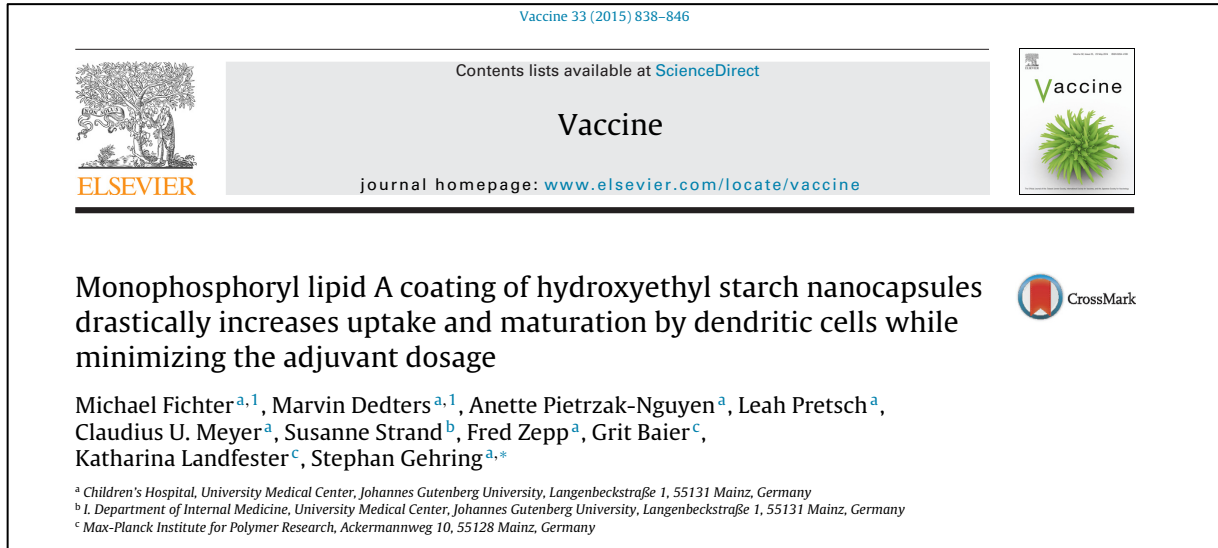 Vaccine 33 (2015) 838–846
Contents lists available at ScienceDirect
Vaccine
journal homepage: www.elsevier.com/locate/vaccine
ELSEVIER
Vaccine
Monophosphoryl lipid A coating of hydroxyethyl starch nanocapsules
drastically increases uptake and maturation by dendritic cells while
minimizing the adjuvant dosage
CrossMark
Michael Fichter a,1, Marvin Dedters a,1, Anette Pietrzak-Nguyen a, Leah Pretsch a,
Claudius U. Meyer a, Susanne Strand b, Fred Zepp a, Grit Baier c,
Katharina Landfester c, Stephan Gehring a,*
a Children's Hospital, University Medical Center, Johannes Gutenberg University, Langenbeckstraße 1, 55131 Mainz, Germany
b I. Department of Internal Medicine, University Medical Center, Johannes Gutenberg University, Langenbeckstraße 1, 55131 Mainz, Germany
c Max-Planck Institute for Polymer Research, Ackermannweg 10, 55128 Mainz, Germany